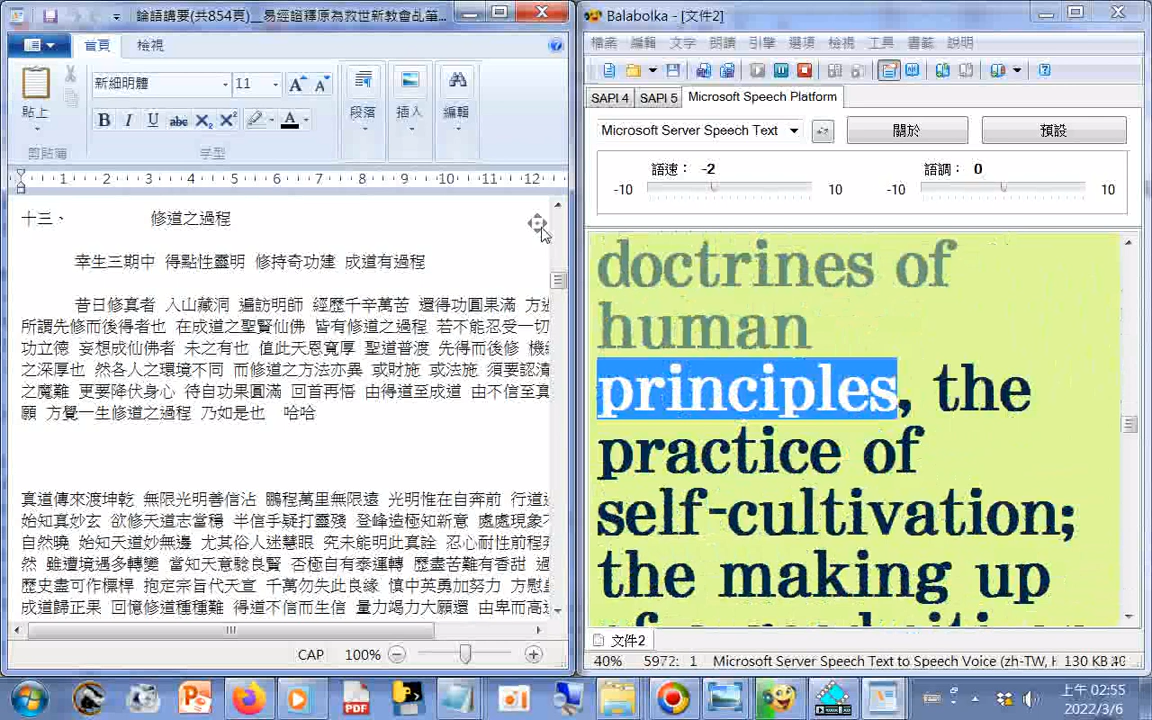 論語講要(共854頁)__易經證釋原為救世新教會乩筆...
首頁
檢視
貼上
剪貼簿
新細明體
11
B I U abc X₂ X²
字型
段落
插入
編輯
1 2 3 4 5 6 7 8 9 10 11 12
十三、 修道之過程
幸生三期中 得點性靈明 修持奇功建 成道有過程
昔日修真者 入山藏洞 遍訪明師 經歷千辛萬苦 還得功圓果滿 方
所謂先修而後得者也 在成道之聖賢仙佛 皆有修道之過程 若不能忍受一切
功立德 妄想成仙佛者 未之有也 值此天恩寬厚 聖道普渡 先得而後修
之深厚也 然各人之環境不同 而修道之方法亦異 或財施 或法施 須要認
之魔難 更要降伏身心 待自功果圓滿 回首再悟 由得道至成道 由不信至真
願 方覺一生修道之過程 乃如是也 哈哈
真道傳來渡坤乾 無限光明善信沾 鵬程萬里無限遠 光明惟在自奔前 行道
始知真妙玄 欲修天道志當穩 半信乎疑打靈殘 登峰造極知新意 處處現象
自然曉 始知天道妙無邊 尤其俗人迷慧眼 究未能明此真詮 忍心耐性前程
然 雖遭境遇多轉變 當知天意驗良賢 否極自有泰運轉 歷盡苦難有香甜
歷史盡可作標桿 抱定宗旨代天宣 千萬勿失此良緣 慎中英勇加努力 方慰
成道歸正果 回憶修道種種難 得道不信而生信 量力竭力大願還 由卑而高
CAP 100%
Balabolka - [文件2]
檔案 編輯 文字 朗讀 引擎 選項 檢視 工具 書籤 說明
SAPI 4 SAPI 5 Microsoft Speech Platform
Microsoft Server Speech Text
關於
預設
語速： -2
-10 10
語調： 0
-10 10
doctrines of
human
principles, the
practice of
self-cultivation;
the making up
文件2
40% 5972: 1 Microsoft Server Speech Text to Speech Voice (zh-TW, H 130 KB
上午 02:55
2022/3/6